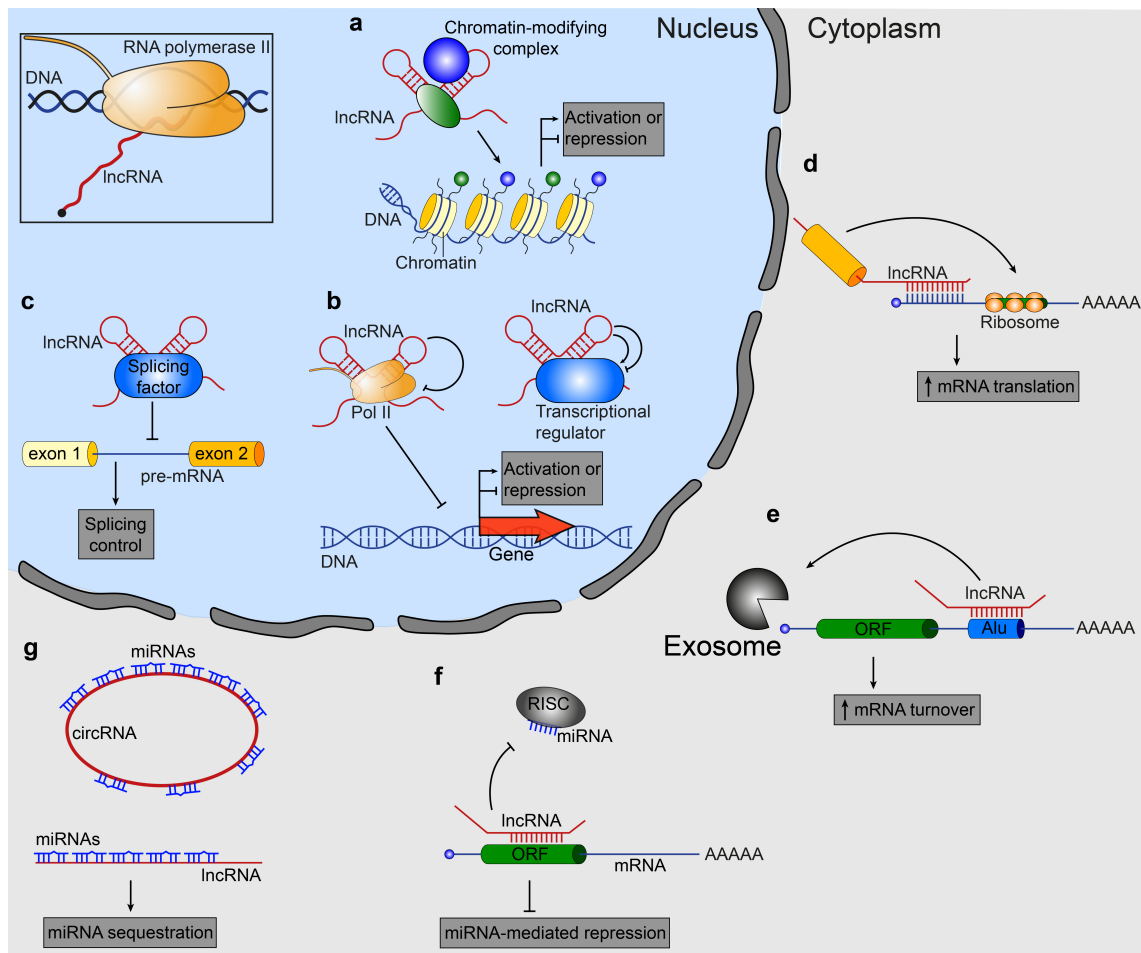 Nucleus
Cytoplasm
RNA polymerase II
DNA
lncRNA
a
Chromatin-modifying
complex
lncRNA
Activation or
repression
DNA
Chromatin
c
lncRNA
Splicing
factor
exon 1
exon 2
pre-mRNA
Splicing
control
b
lncRNA
Pol II
lncRNA
Transcriptional
regulator
Activation or
repression
DNA
Gene
d
lncRNA
AAAAA
Ribosome
mRNA translation
e
lncRNA
Exosome
ORF
Alu
AAAAA
mRNA turnover
g
miRNAs
circRNA
miRNAs
lncRNA
miRNA sequestration
f
RISC
miRNA
lncRNA
ORF
mRNA
AAAAA
miRNA-mediated repression